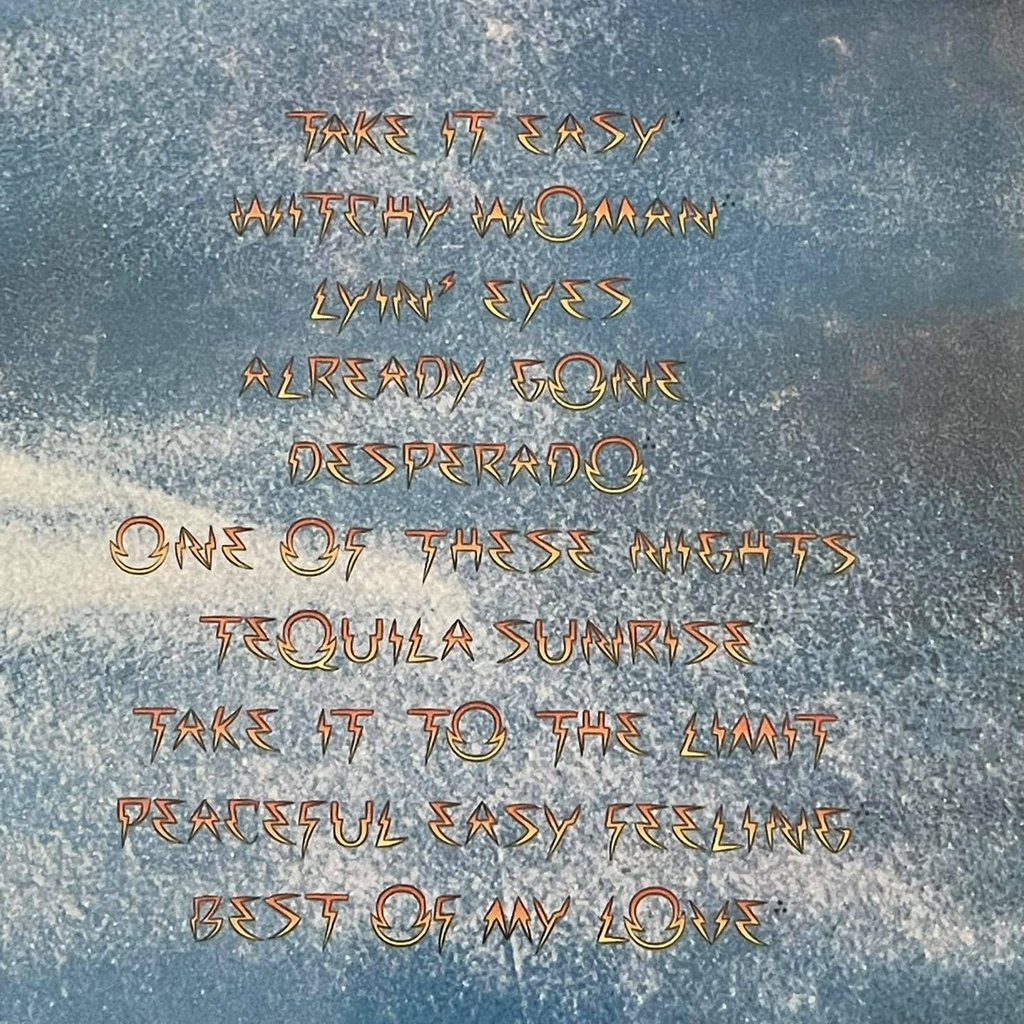 TAKE IT EASY
WITCHY WOMAN
LYIN' EYES
ALREADY GONE
DESPERADO
ONE OF THESE NIGHTS
TEQUILA SUNRISE
TAKE IT TO THE LIMIT
PEACEFUL EASY FEELING
BEST OF MY LOVE